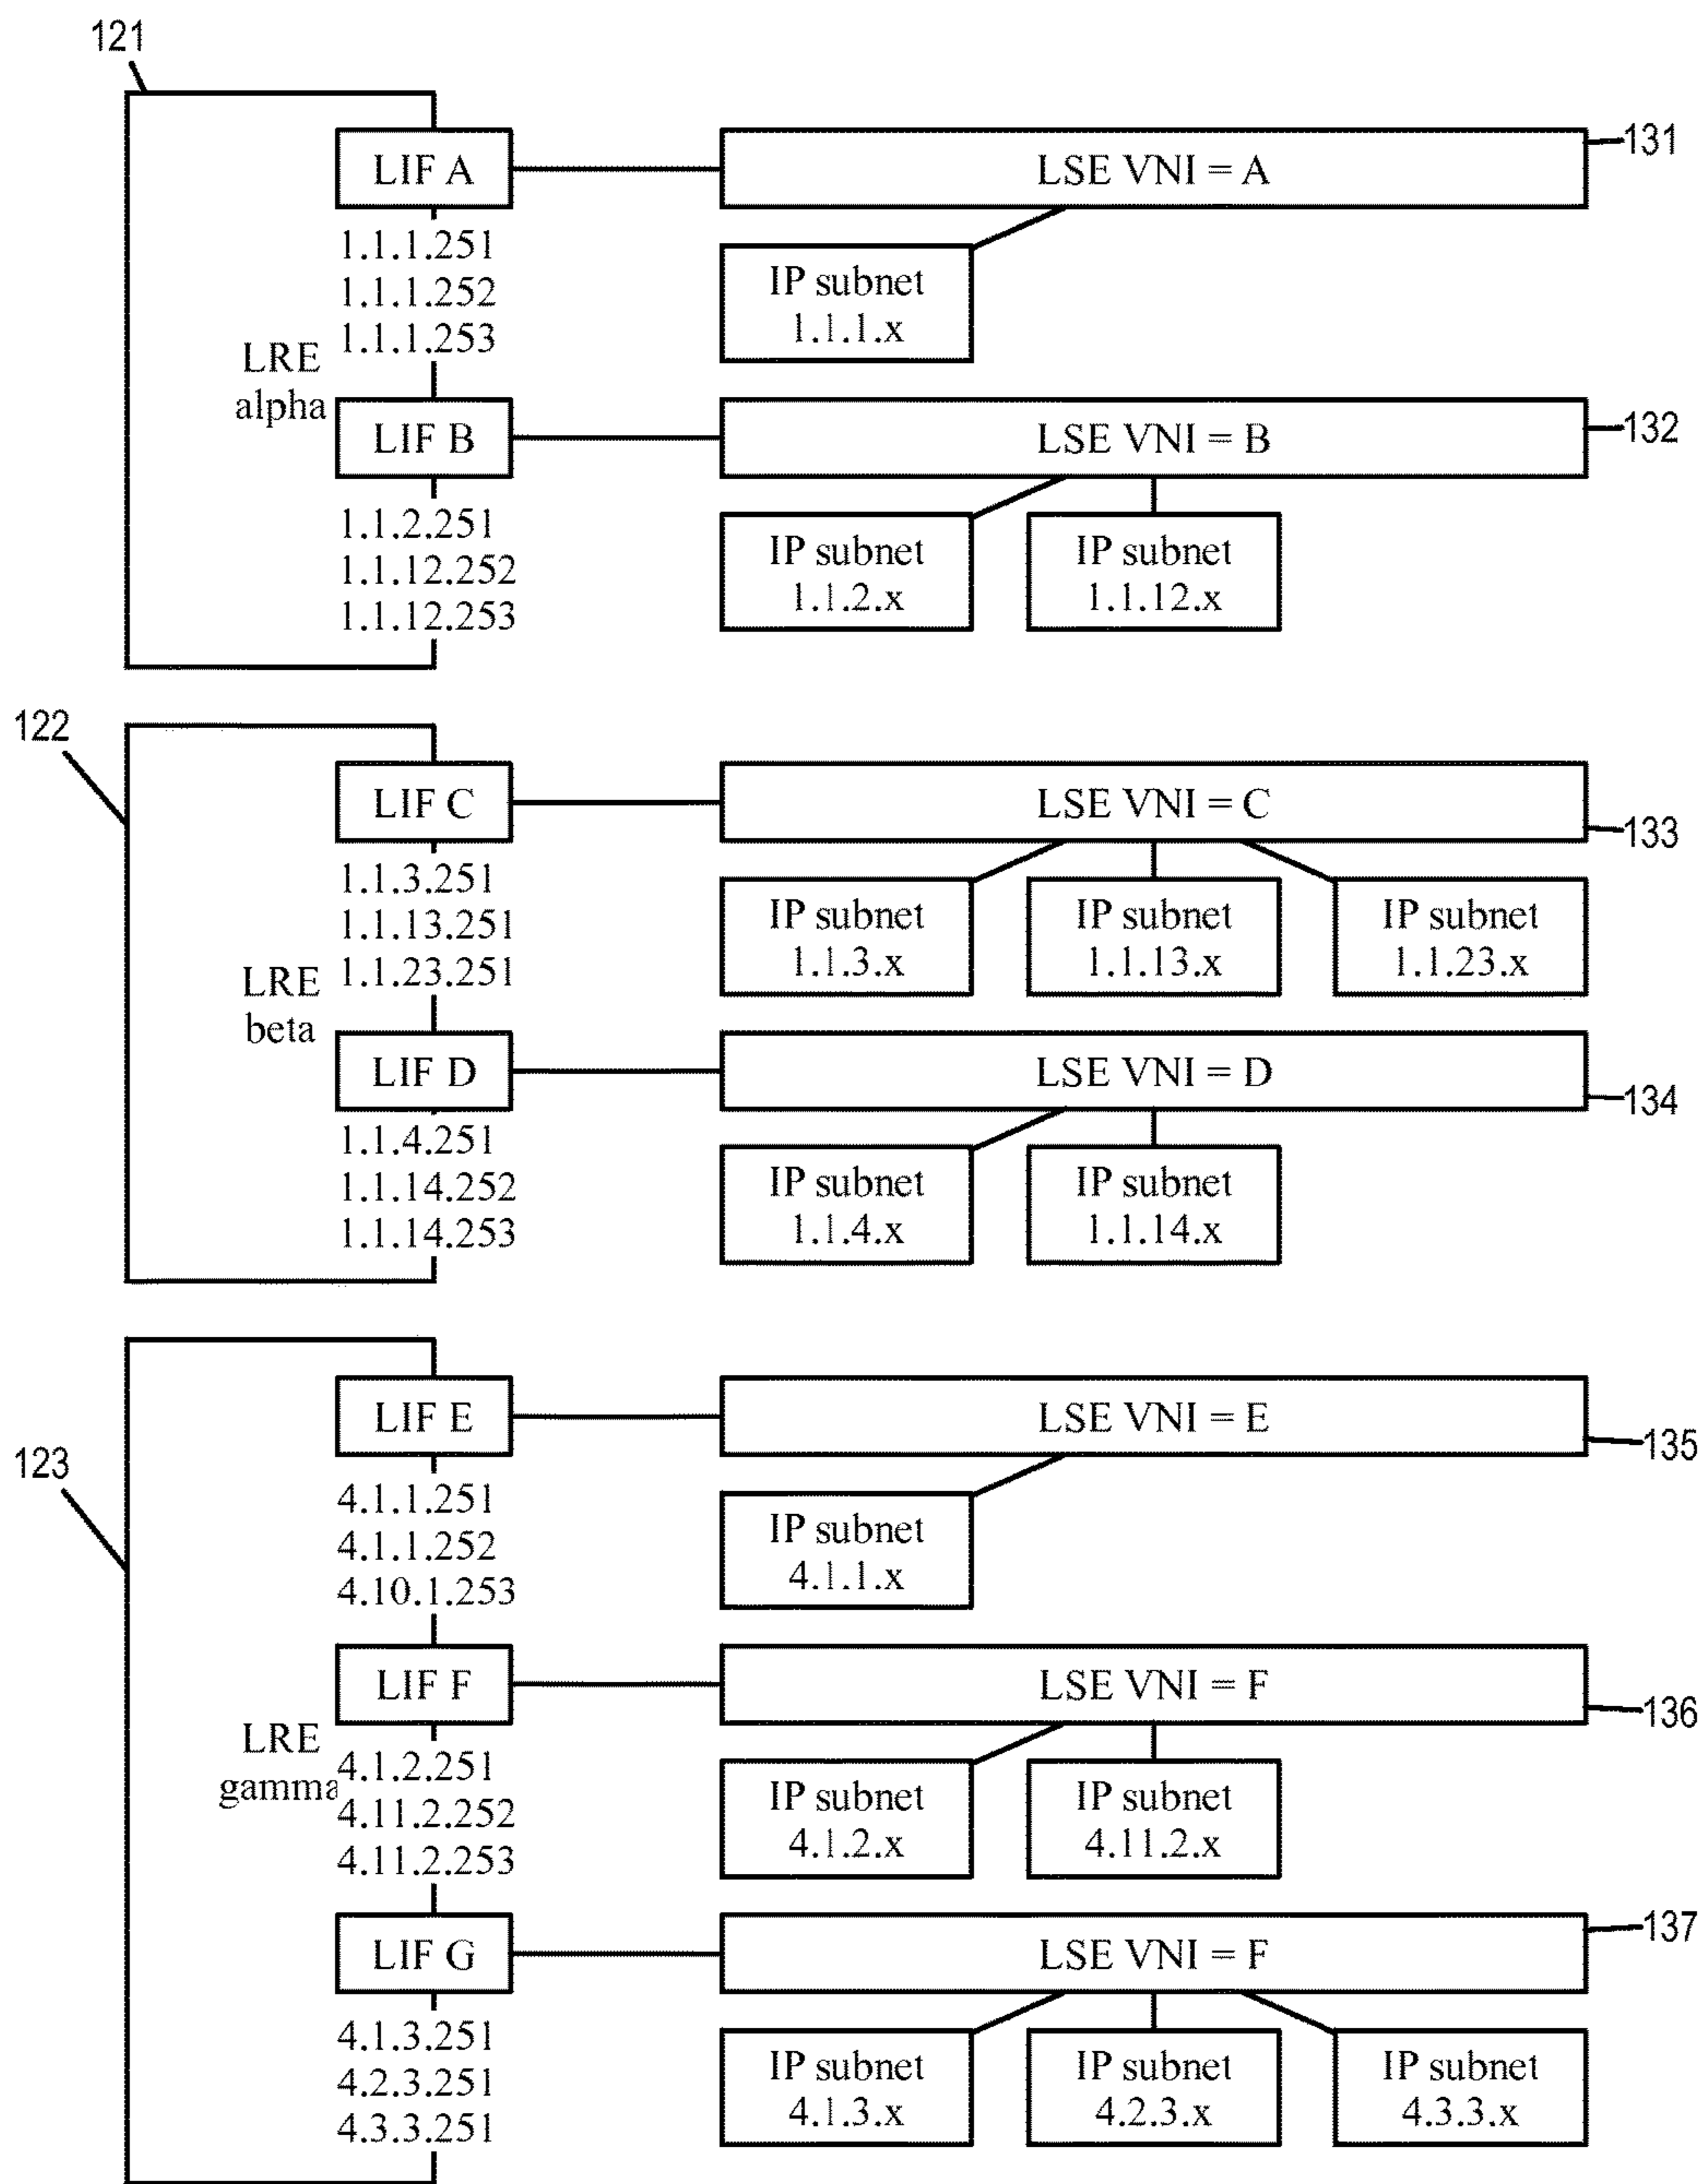 121
LIF A
LSE VNI = A
131
1.1.1.251
1.1.1.252
1.1.1.253
IP subnet
1.1.1.x
LRE
alpha
LIF B
LSE VNI = B
132
1.1.2.251
1.1.12.252
1.1.12.253
IP subnet
1.1.2.x
IP subnet
1.1.12.x
122
LIF C
LSE VNI = C
133
1.1.3.251
1.1.13.251
1.1.23.251
IP subnet
1.1.3.x
IP subnet
1.1.13.x
IP subnet
1.1.23.x
LRE
beta
LIF D
LSE VNI = D
134
1.1.4.251
1.1.14.252
1.1.14.253
IP subnet
1.1.4.x
IP subnet
1.1.14.x
123
LIF E
LSE VNI = E
135
4.1.1.251
4.1.1.252
4.10.1.253
IP subnet
4.1.1.x
LIF F
LSE VNI = F
136
LRE
gamma
4.1.2.251
4.11.2.252
4.11.2.253
IP subnet
4.1.2.x
IP subnet
4.11.2.x
LIF G
LSE VNI = F
137
4.1.3.251
4.2.3.251
4.3.3.251
IP subnet
4.1.3.x
IP subnet
4.2.3.x
IP subnet
4.3.3.x